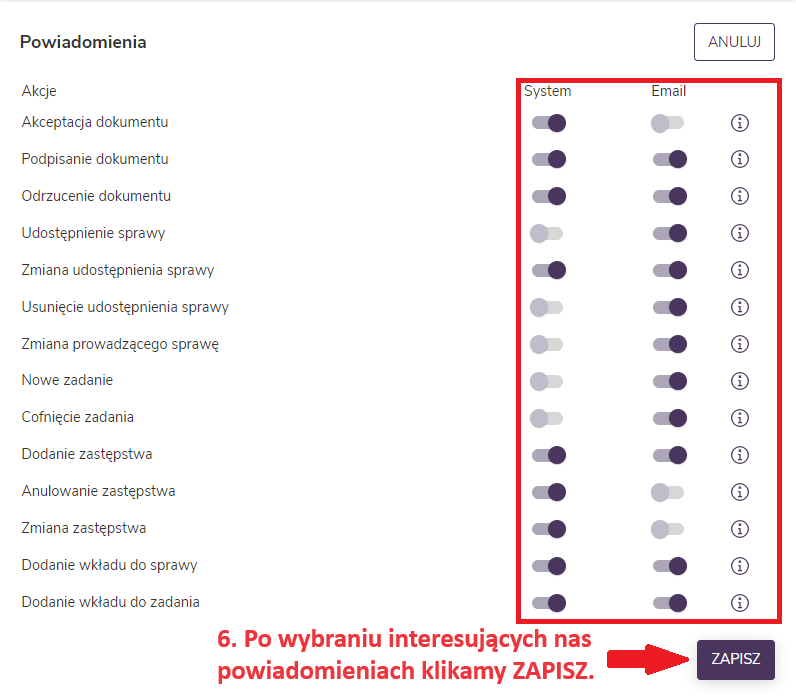 Powiadomienia
ANULUJ
Akcje System Email
Akceptacja dokumentu
Podpisanie dokumentu
Odrzucenie dokumentu
Udostępnienie sprawy
Zmiana udostępnienia sprawy
Usunięcie udostępnienia sprawy
Zmiana prowadzącego sprawę
Nowe zadanie
Cofnięcie zadania
Dodanie zastępstwa
Anulowanie zastępstwa
Zmiana zastępstwa
Dodanie wkładu do sprawy
Dodanie wkładu do zadania
6. Po wybraniu interesujących nas
powiadomieniach klikamy ZAPISZ.
ZAPISZ